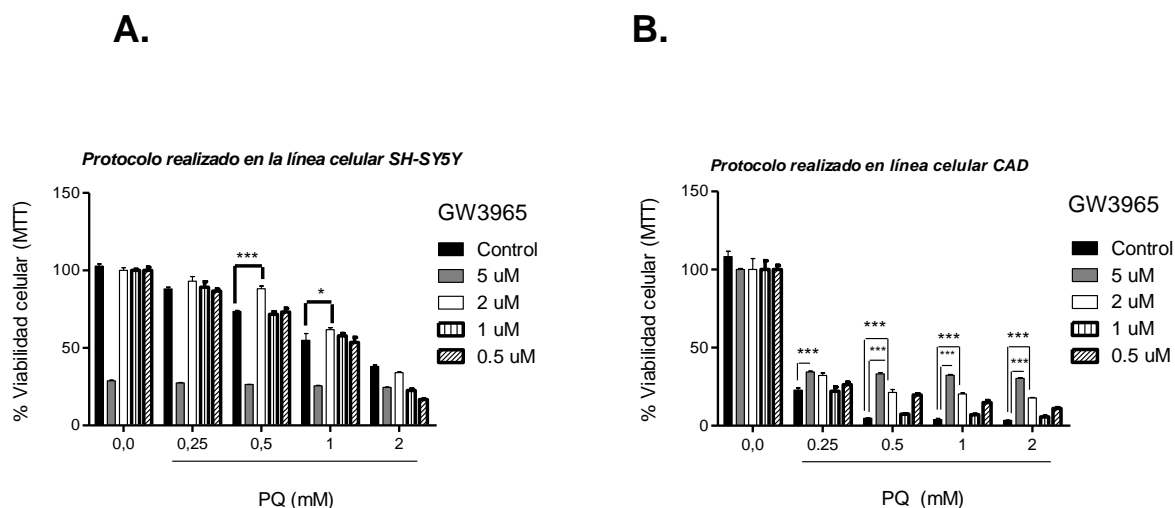 A.
Protocolo realizado en la línea celular SH-SY5Y
% Viabilidad celular (MTT)
150
100
50
0
***
*
0,0
0,25
0,5
1
2
PQ (mM)
GW3965
Control
5 uM
2 uM
1 uM
0.5 uM
B.
Protocolo realizado en línea celular CAD
% Viabilidad celular (MTT)
150
100
50
0
***
***
***
***
***
***
***
0,0
0.25
0.5
1
2
PQ (mM)
GW3965
Control
5 uM
2 uM
1 uM
0.5 uM